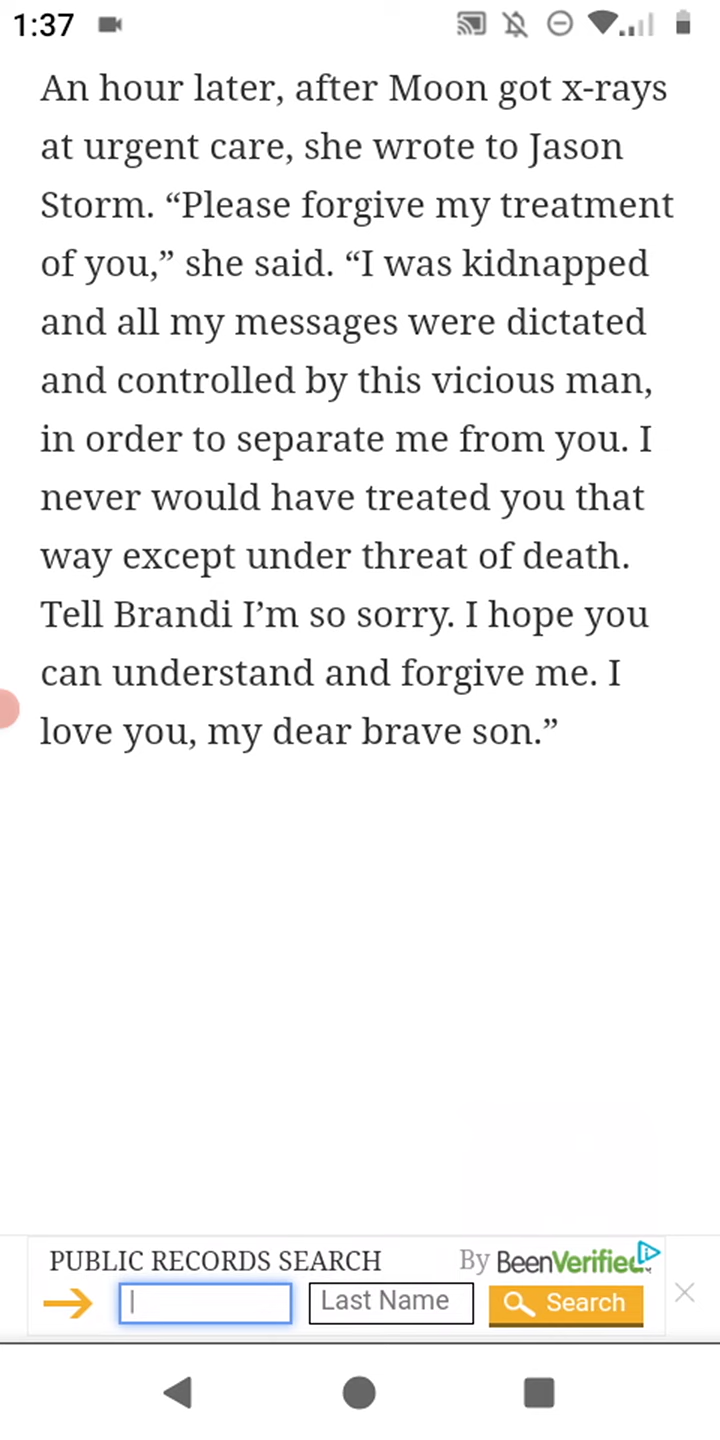 1:37
An hour later, after Moon got x-rays
at urgent care, she wrote to Jason
Storm. “Please forgive my treatment
of you,” she said. “I was kidnapped
and all my messages were dictated
and controlled by this vicious man,
in order to separate me from you. I
never would have treated you that
way except under threat of death.
Tell Brandi I’m so sorry. I hope you
can understand and forgive me. I
love you, my dear brave son.”
PUBLIC RECORDS SEARCH By BeenVerified
Last Name Search